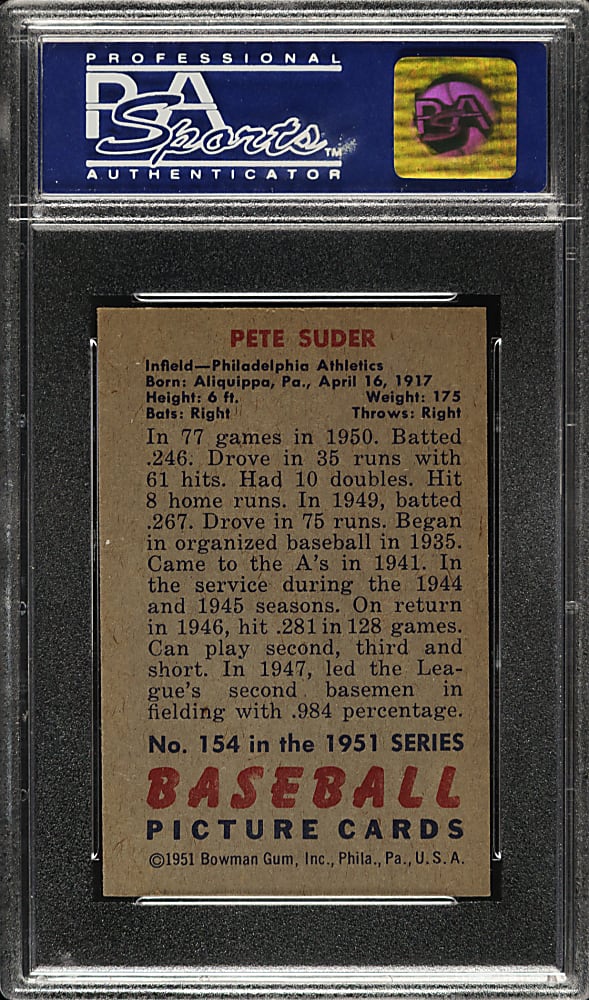 PROFESSIONAL
PSA
Sports™
AUTHENTICATOR
PSA
PETE SUDER
Infield—Philadelphia Athletics
Born: Aliquippa, Pa., April 16, 1917
Height: 6 ft. Weight: 175
Bats: Right Throws: Right
In 77 games in 1950. Batted
.246. Drove in 35 runs with
61 hits. Had 10 doubles. Hit
8 home runs. In 1949, batted
.267. Drove in 75 runs. Began
in organized baseball in 1935.
Came to the A's in 1941. In
the service during the 1944
and 1945 seasons. On return
in 1946, hit .281 in 128 games.
Can play second, third and
short. In 1947, led the Lea-
gue's second basemen in
fielding with .984 percentage.
No. 154 in the 1951 SERIES
BASEBALL
PICTURE CARDS
©1951 Bowman Gum, Inc., Phila., Pa., U.S.A.